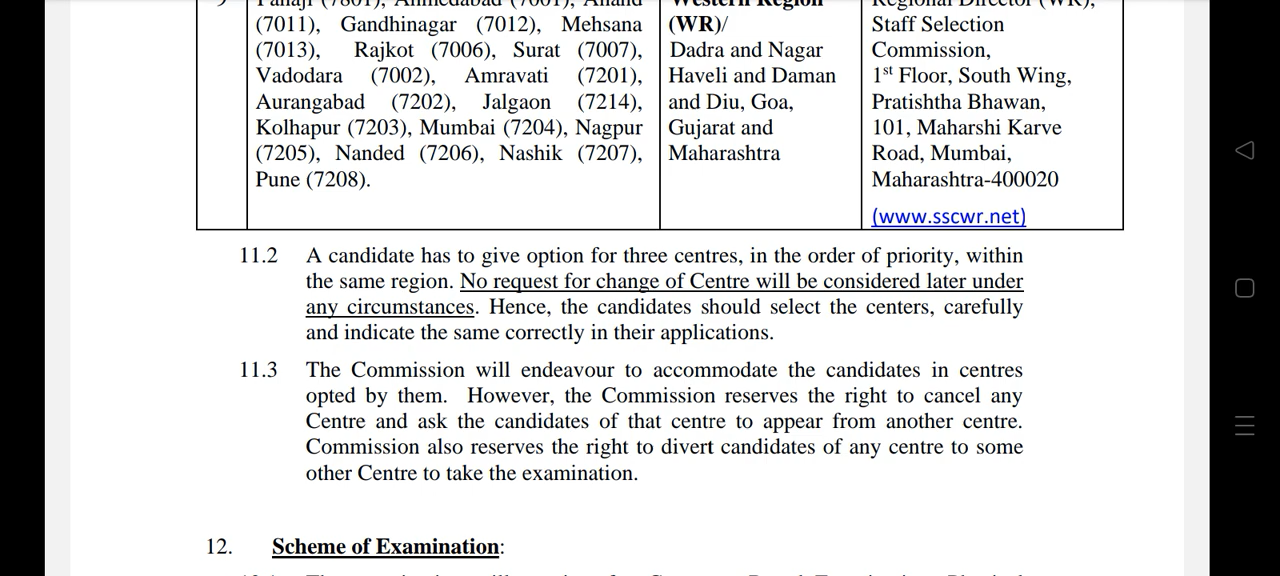 (7011), Gandhinagar (7012), Mehsana
(7013), Rajkot (7006), Surat (7007),
Vadodara (7002), Amravati (7201),
Aurangabad (7202), Jalgaon (7214),
Kolhapur (7203), Mumbai (7204), Nagpur
(7205), Nanded (7206), Nashik (7207),
Pune (7208).
Western Region
(WR)/
Dadra and Nagar
Haveli and Daman
and Diu, Goa,
Gujarat and
Maharashtra
Regional Director (WR),
Staff Selection
Commission,
1st Floor, South Wing,
Pratishtha Bhawan,
101, Maharshi Karve
Road, Mumbai,
Maharashtra-400020
(www.sscwr.net)
11.2 A candidate has to give option for three centres, in the order of priority, within
the same region. No request for change of Centre will be considered later under
any circumstances. Hence, the candidates should select the centers, carefully
and indicate the same correctly in their applications.
11.3 The Commission will endeavour to accommodate the candidates in centres
opted by them. However, the Commission reserves the right to cancel any
Centre and ask the candidates of that centre to appear from another centre.
Commission also reserves the right to divert candidates of any centre to some
other Centre to take the examination.
12. Scheme of Examination: